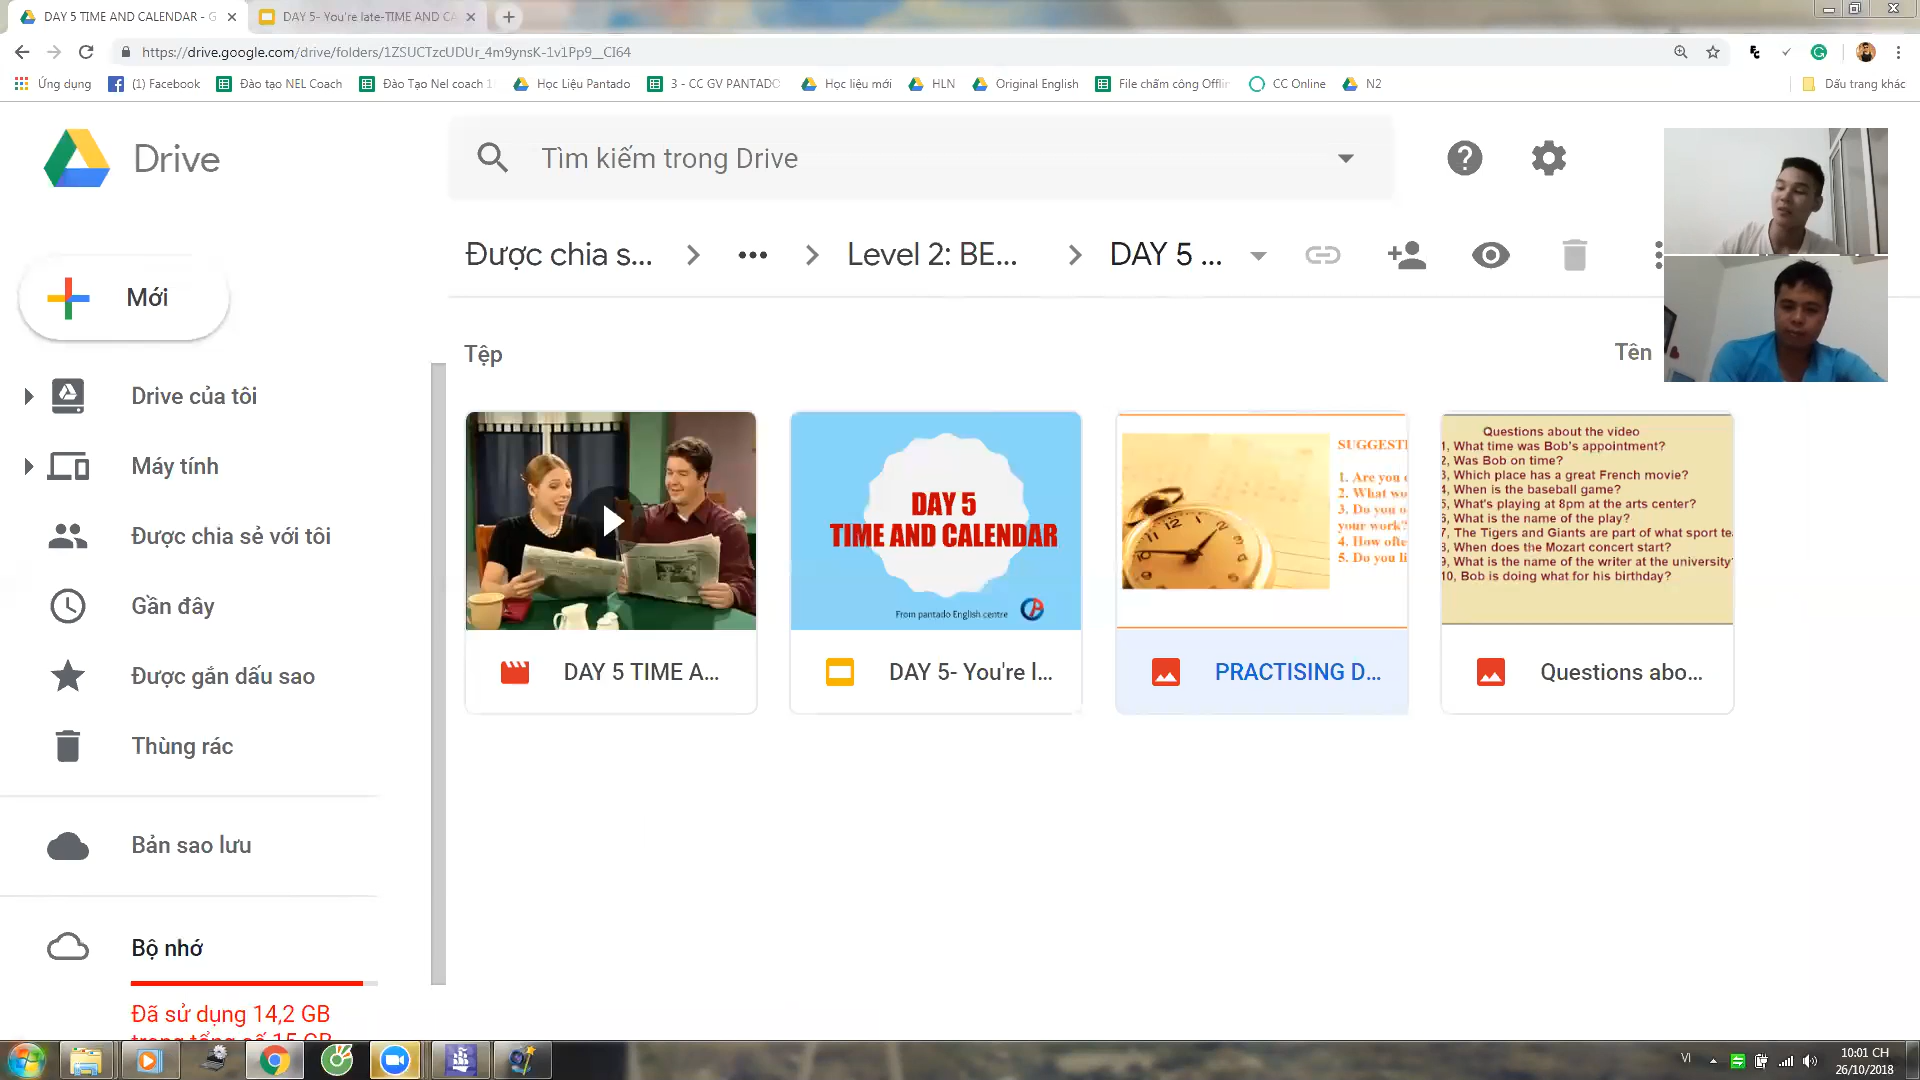 DAY 5 TIME AND CALENDAR - G
DAY 5- You're late-TIME AND CA
https://drive.google.com/drive/folders/1ZSUCTzcUDUr_4m9ynsK-1v1Pp9__CI64
Ứng dụng
(1) Facebook
Đào tạo NEL Coach
Đào Tạo Nel coach 1
Học Liệu Pantado
3 - CC GV PANTADO
Học liệu mới
HLN
Original English
File chấm công Offlin
CC Online
N2
Dấu trang khác
Drive
Tìm kiếm trong Drive
Được chia s...
Level 2: BE...
DAY 5 ...
Mới
Tệp
Tên
Drive của tôi
Máy tính
Được chia sẻ với tôi
Gần đây
Được gắn dấu sao
Thùng rác
Bản sao lưu
Bộ nhớ
Đã sử dụng 14,2 GB
trong tổng số 15 GB
DAY 5
TIME AND CALENDAR
From pantado English centre
SUGGESTI
1. Are you
2. What wo
3. Do you o
your work?
4. How ofte
5. Do you li
Questions about the video
1, What time was Bob's appointment?
2, Was Bob on time?
3, Which place has a great French movie?
4, When is the baseball game?
5, What's playing at 8pm at the arts center?
6, What is the name of the play?
7, The Tigers and Giants are part of what sport te
8, When does the Mozart concert start?
9, What is the name of the writer at the university
10, Bob is doing what for his birthday?
DAY 5 TIME A...
DAY 5- You're l...
PRACTISING D...
Questions abo...
VI
10:01 CH
26/10/2018